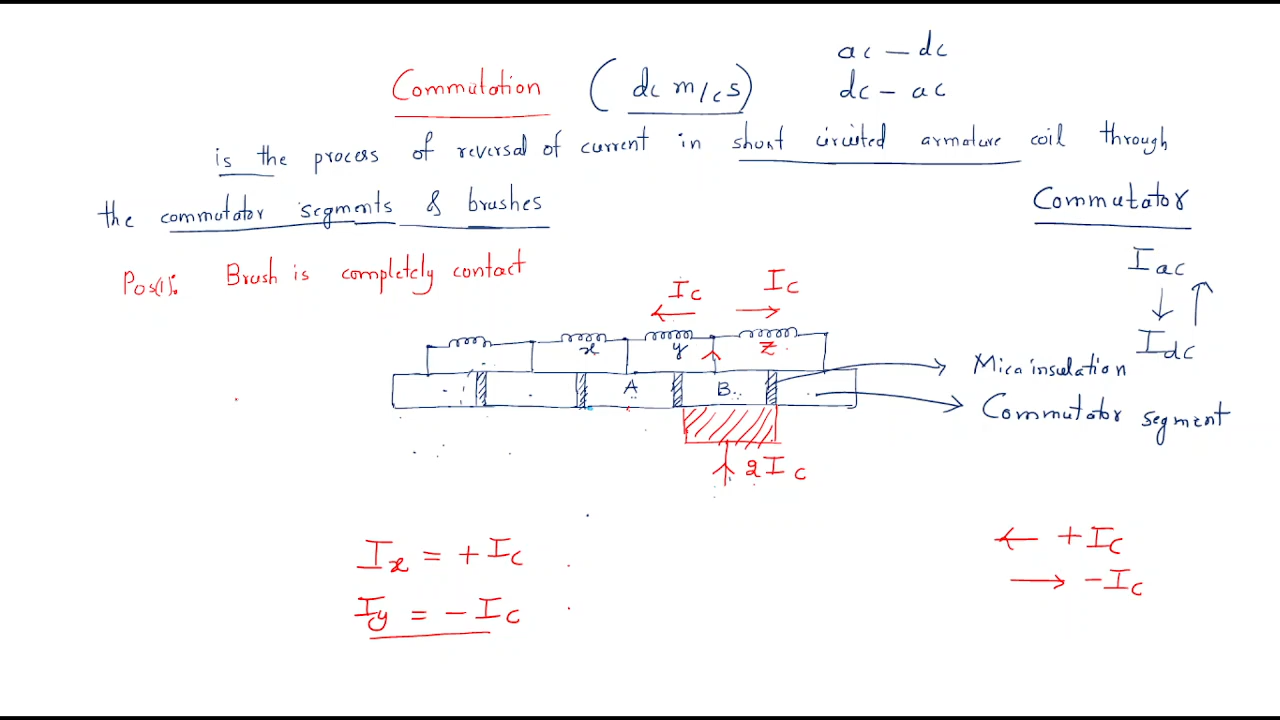 Commutation (dc m/cs)
ac – dc
dc – ac
is the process of reversal of current in shunt circuited armature coil through
the commutator segments & brushes
Commutator
Pos(1): Brush is completely contact
Iac
Idc
Ic
Ic
x
y
z
A
B
Mica insulation
Commutator segment
2Ic
Ix = + Ic
Iy = – Ic
← +Ic
→ –Ic